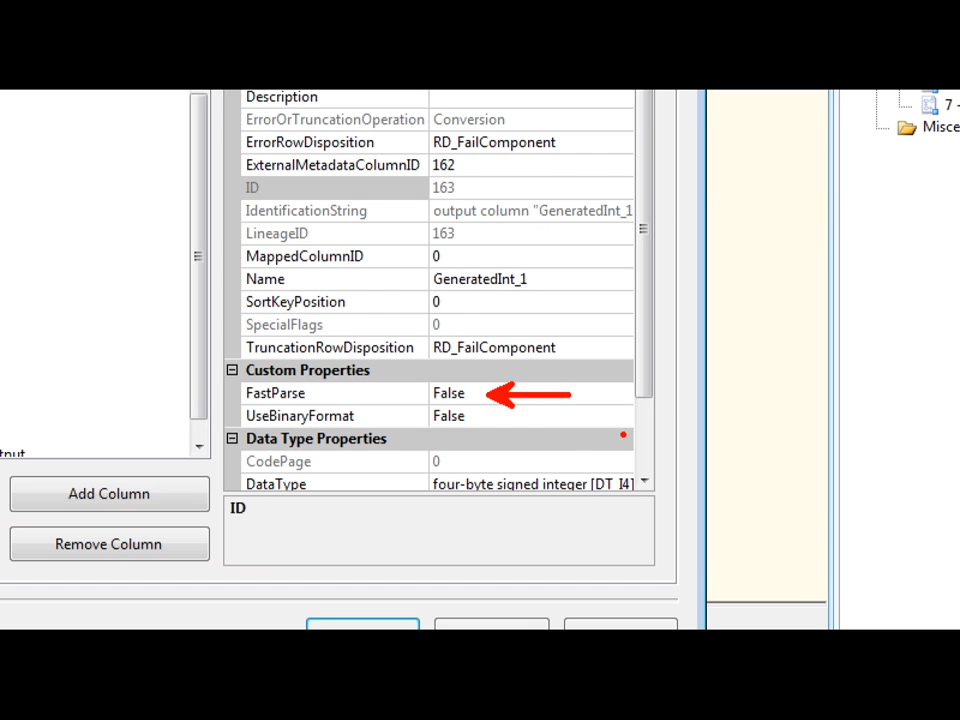 Description
ErrorOrTruncationOperation Conversion
ErrorRowDisposition RD_FailComponent
ExternalMetadataColumnID 162
ID 163
IdentificationString output column "GeneratedInt_1
LineageID 163
MappedColumnID 0
Name GeneratedInt_1
SortKeyPosition 0
SpecialFlags 0
TruncationRowDisposition RD_FailComponent
Custom Properties
FastParse False
UseBinaryFormat False
Data Type Properties
CodePage 0
DataType four-byte signed integer [DT_I4]
Add Column
Remove Column
ID
7 -
Misce